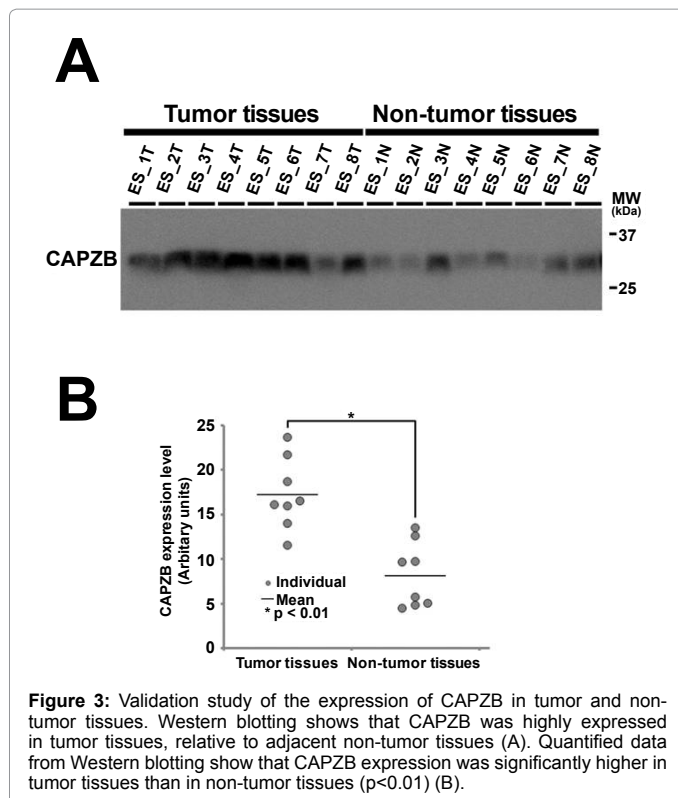 A
Tumor tissues Non-tumor tissues
ES_1T ES_2T ES_3T ES_4T ES_5T ES_6T ES_7T ES_8T ES_1N ES_2N ES_3N ES_4N ES_5N ES_6N ES_7N ES_8N
MW
(kDa)
37
CAPZB
25
B
CAPZB expression level
(Arbitary units)
25
20
15
10
5
0
*
Individual
Mean
* p < 0.01
Tumor tissues Non-tumor tissues
Figure 3: Validation study of the expression of CAPZB in tumor and non-
tumor tissues. Western blotting shows that CAPZB was highly expressed
in tumor tissues, relative to adjacent non-tumor tissues (A). Quantified data
from Western blotting show that CAPZB expression was significantly higher in
tumor tissues than in non-tumor tissues (p<0.01) (B).